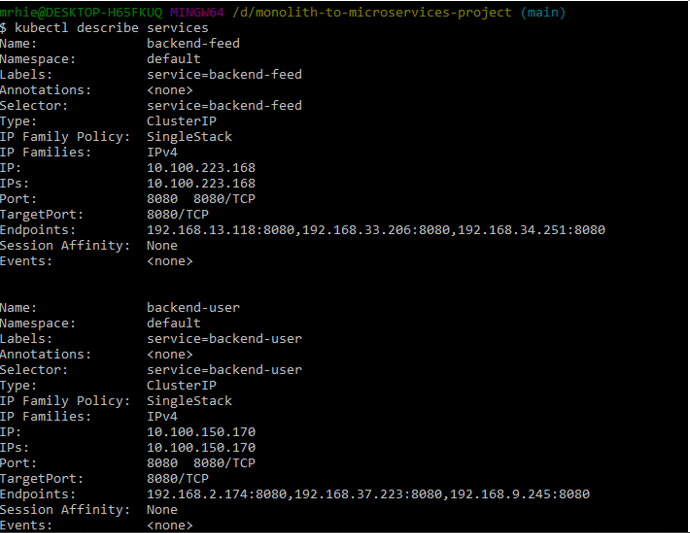 mrhie@DESKTOP-H65FKUQ MINGW64 /d/monolith-to-microservices-project (main)
$ kubectl describe services
Name:              backend-feed
Namespace:         default
Labels:            service=backend-feed
Annotations:       <none>
Selector:          service=backend-feed
Type:              ClusterIP
IP Family Policy:  SingleStack
IP Families:       IPv4
IP:                10.100.223.168
IPs:               10.100.223.168
Port:              8080  8080/TCP
TargetPort:        8080/TCP
Endpoints:         192.168.13.118:8080,192.168.33.206:8080,192.168.34.251:8080
Session Affinity:  None
Events:            <none>
Name:              backend-user
Namespace:         default
Labels:            service=backend-user
Annotations:       <none>
Selector:          service=backend-user
Type:              ClusterIP
IP Family Policy:  SingleStack
IP Families:       IPv4
IP:                10.100.150.170
IPs:               10.100.150.170
Port:              8080  8080/TCP
TargetPort:        8080/TCP
Endpoints:         192.168.2.174:8080,192.168.37.223:8080,192.168.9.245:8080
Session Affinity:  None
Events:            <none>